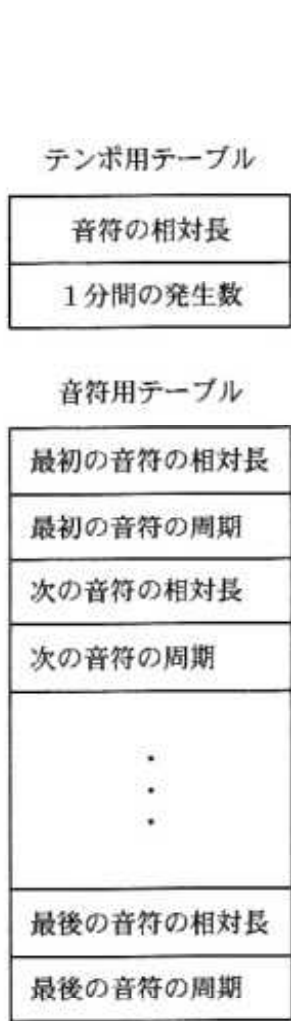 テンポ用テーブル
音符の相対長
1分間の発生数
音符用テーブル
最初の音符の相対長
最初の音符の周期
次の音符の相対長
次の音符の周期
・
・
・
最後の音符の相対長
最後の音符の周期